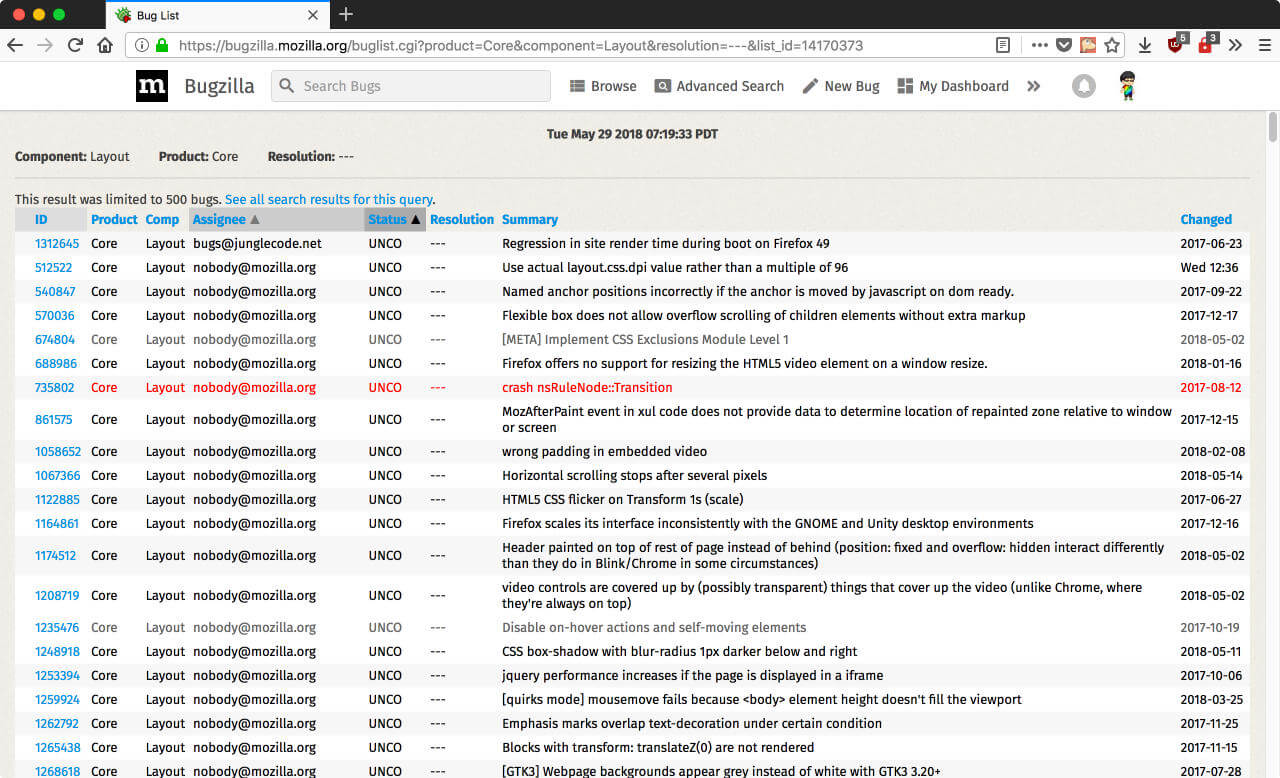 Bug List
https://bugzilla.mozilla.org/buglist.cgi?product=Core&component=Layout&resolution=---&list_id=14170373
5
3
m
Bugzilla
Search Bugs
Browse
Advanced Search
New Bug
My Dashboard
Tue May 29 2018 07:19:33 PDT
Component: Layout Product: Core Resolution: ---
This result was limited to 500 bugs. See all search results for this query.
ID Product Comp Assignee ▲ Status ▲ Resolution Summary Changed
1312645 Core Layout bugs@junglecode.net UNCO --- Regression in site render time during boot on Firefox 49 2017-06-23
512522 Core Layout nobody@mozilla.org UNCO --- Use actual layout.css.dpi value rather than a multiple of 96 Wed 12:36
540847 Core Layout nobody@mozilla.org UNCO --- Named anchor positions incorrectly if the anchor is moved by javascript on dom ready. 2017-09-22
570036 Core Layout nobody@mozilla.org UNCO --- Flexible box does not allow overflow scrolling of children elements without extra markup 2017-12-17
674804 Core Layout nobody@mozilla.org UNCO --- [META] Implement CSS Exclusions Module Level 1 2018-05-02
688986 Core Layout nobody@mozilla.org UNCO --- Firefox offers no support for resizing the HTML5 video element on a window resize. 2018-01-16
735802 Core Layout nobody@mozilla.org UNCO --- crash nsRuleNode::Transition 2017-08-12
861575 Core Layout nobody@mozilla.org UNCO --- MozAfterPaint event in xul code does not provide data to determine location of repainted zone relative to window
or screen 2017-12-15
1058652 Core Layout nobody@mozilla.org UNCO --- wrong padding in embedded video 2018-02-08
1067366 Core Layout nobody@mozilla.org UNCO --- Horizontal scrolling stops after several pixels 2018-05-14
1122885 Core Layout nobody@mozilla.org UNCO --- HTML5 CSS flicker on Transform 1s (scale) 2017-06-27
1164861 Core Layout nobody@mozilla.org UNCO --- Firefox scales its interface inconsistently with the GNOME and Unity desktop environments 2017-12-16
1174512 Core Layout nobody@mozilla.org UNCO --- Header painted on top of rest of page instead of behind (position: fixed and overflow: hidden interact differently
than they do in Blink/Chrome in some circumstances) 2018-05-02
1208719 Core Layout nobody@mozilla.org UNCO --- video controls are covered up by (possibly transparent) things that cover up the video (unlike Chrome, where
they're always on top) 2018-05-02
1235476 Core Layout nobody@mozilla.org UNCO --- Disable on-hover actions and self-moving elements 2017-10-19
1248918 Core Layout nobody@mozilla.org UNCO --- CSS box-shadow with blur-radius 1px darker below and right 2018-05-11
1253394 Core Layout nobody@mozilla.org UNCO --- jquery performance increases if the page is displayed in a iframe 2017-10-06
1259924 Core Layout nobody@mozilla.org UNCO --- [quirks mode] mousemove fails because <body> element height doesn't fill the viewport 2018-03-25
1262792 Core Layout nobody@mozilla.org UNCO --- Emphasis marks overlap text-decoration under certain condition 2017-11-25
1265438 Core Layout nobody@mozilla.org UNCO --- Blocks with transform: translateZ(0) are not rendered 2017-11-15
1268618 Core Layout nobody@mozilla.org UNCO --- [GTK3] Webpage backgrounds appear grey instead of white with GTK3 3.20+ 2017-07-28